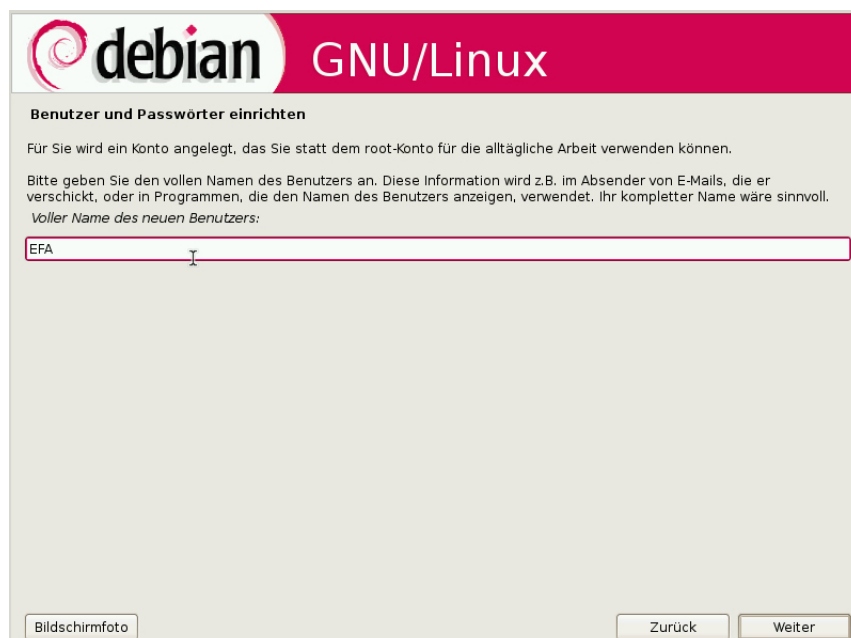 debian GNU/Linux
Benutzer und Passwörter einrichten
Für Sie wird ein Konto angelegt, das Sie statt dem root-Konto für die alltägliche Arbeit verwenden können.
Bitte geben Sie den vollen Namen des Benutzers an. Diese Information wird z.B. im Absender von E-Mails, die er
verschickt, oder in Programmen, die den Namen des Benutzers anzeigen, verwendet. Ihr kompletter Name wäre sinnvoll.
Voller Name des neuen Benutzers:
EFA
Bildschirmfoto Zurück Weiter